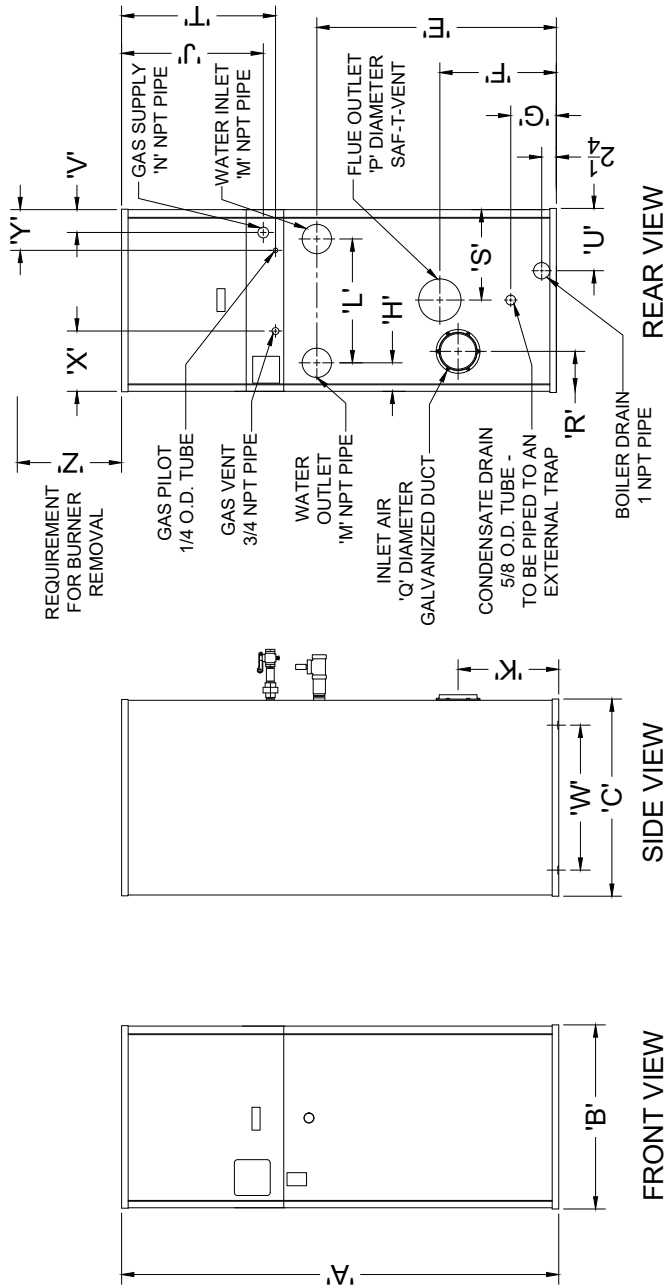 'A'
'B'
FRONT VIEW
'K'
'W'
'C'
SIDE VIEW
REQUIREMENT
FOR BURNER
REMOVAL
'Z'
'X'
'Y'
'V'
'T'
'J'
GAS PILOT
1/4 O.D. TUBE
GAS VENT
3/4 NPT PIPE
WATER
OUTLET
'M' NPT PIPE
INLET AIR
'Q' DIAMETER
GALVANIZED DUCT
CONDENSATE DRAIN
5/8 O.D. TUBE -
TO BE PIPED TO AN
EXTERNAL TRAP
BOILER DRAIN
1 NPT PIPE
GAS SUPPLY
'N' NPT PIPE
WATER INLET
'M' NPT PIPE
FLUE OUTLET
'P' DIAMETER
SAF-T-VENT
'L'
'H'
'S'
'R'
'U'
'E'
'F'
'G'
2 1/4
REAR VIEW